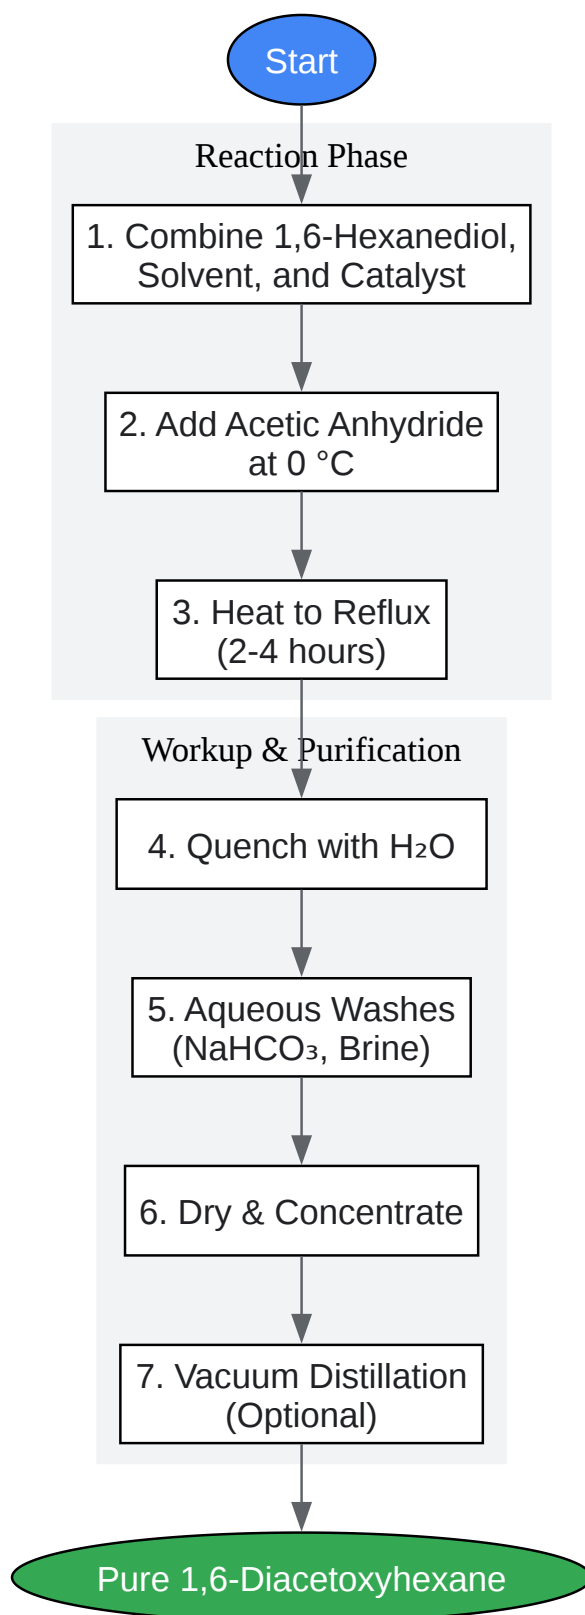 Start
Reaction Phase
1. Combine 1,6-Hexanediol,
Solvent, and Catalyst
2. Add Acetic Anhydride
at 0 °C
3. Heat to Reflux
(2-4 hours)
Workup & Purification
4. Quench with H₂O
5. Aqueous Washes
(NaHCO₃, Brine)
6. Dry & Concentrate
7. Vacuum Distillation
(Optional)
Pure 1,6-Diacetoxyhexane